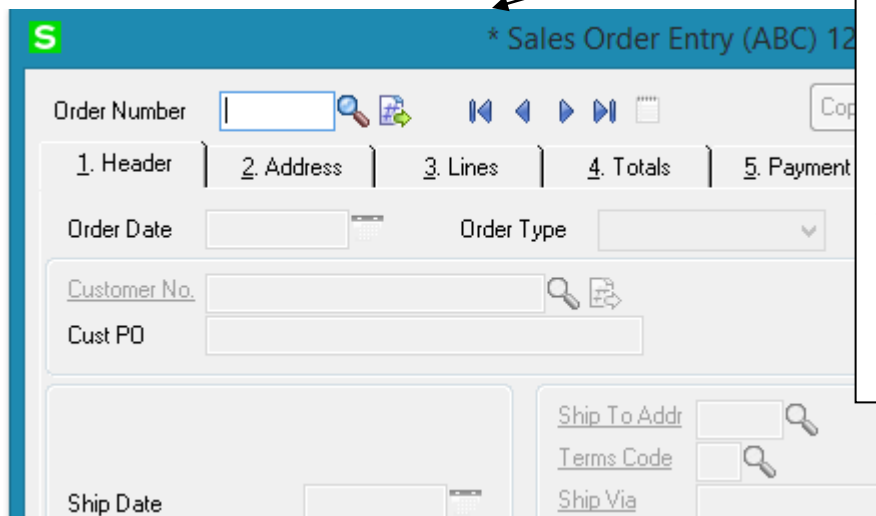 S
* Sales Order Entry (ABC) 12
Order Number
Cop
1. Header 2. Address 3. Lines 4. Totals 5. Payment
Order Date Order Type
Customer No.
Cust PO
Ship To Addr
Terms Code
Ship Date Ship Via